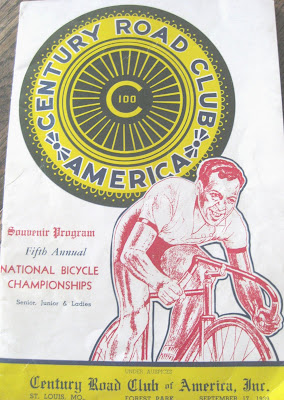 CENTURY ROAD CLUB
C
100
AMERICA
Souvenir Program
Fifth Annual
NATIONAL BICYCLE
CHAMPIONSHIPS
Senior, Junior & Ladies
UNDER AUSPICES
Century Road Club of America, Inc.
ST. LOUIS, MO. FOREST PARK SEPTEMBER 17,